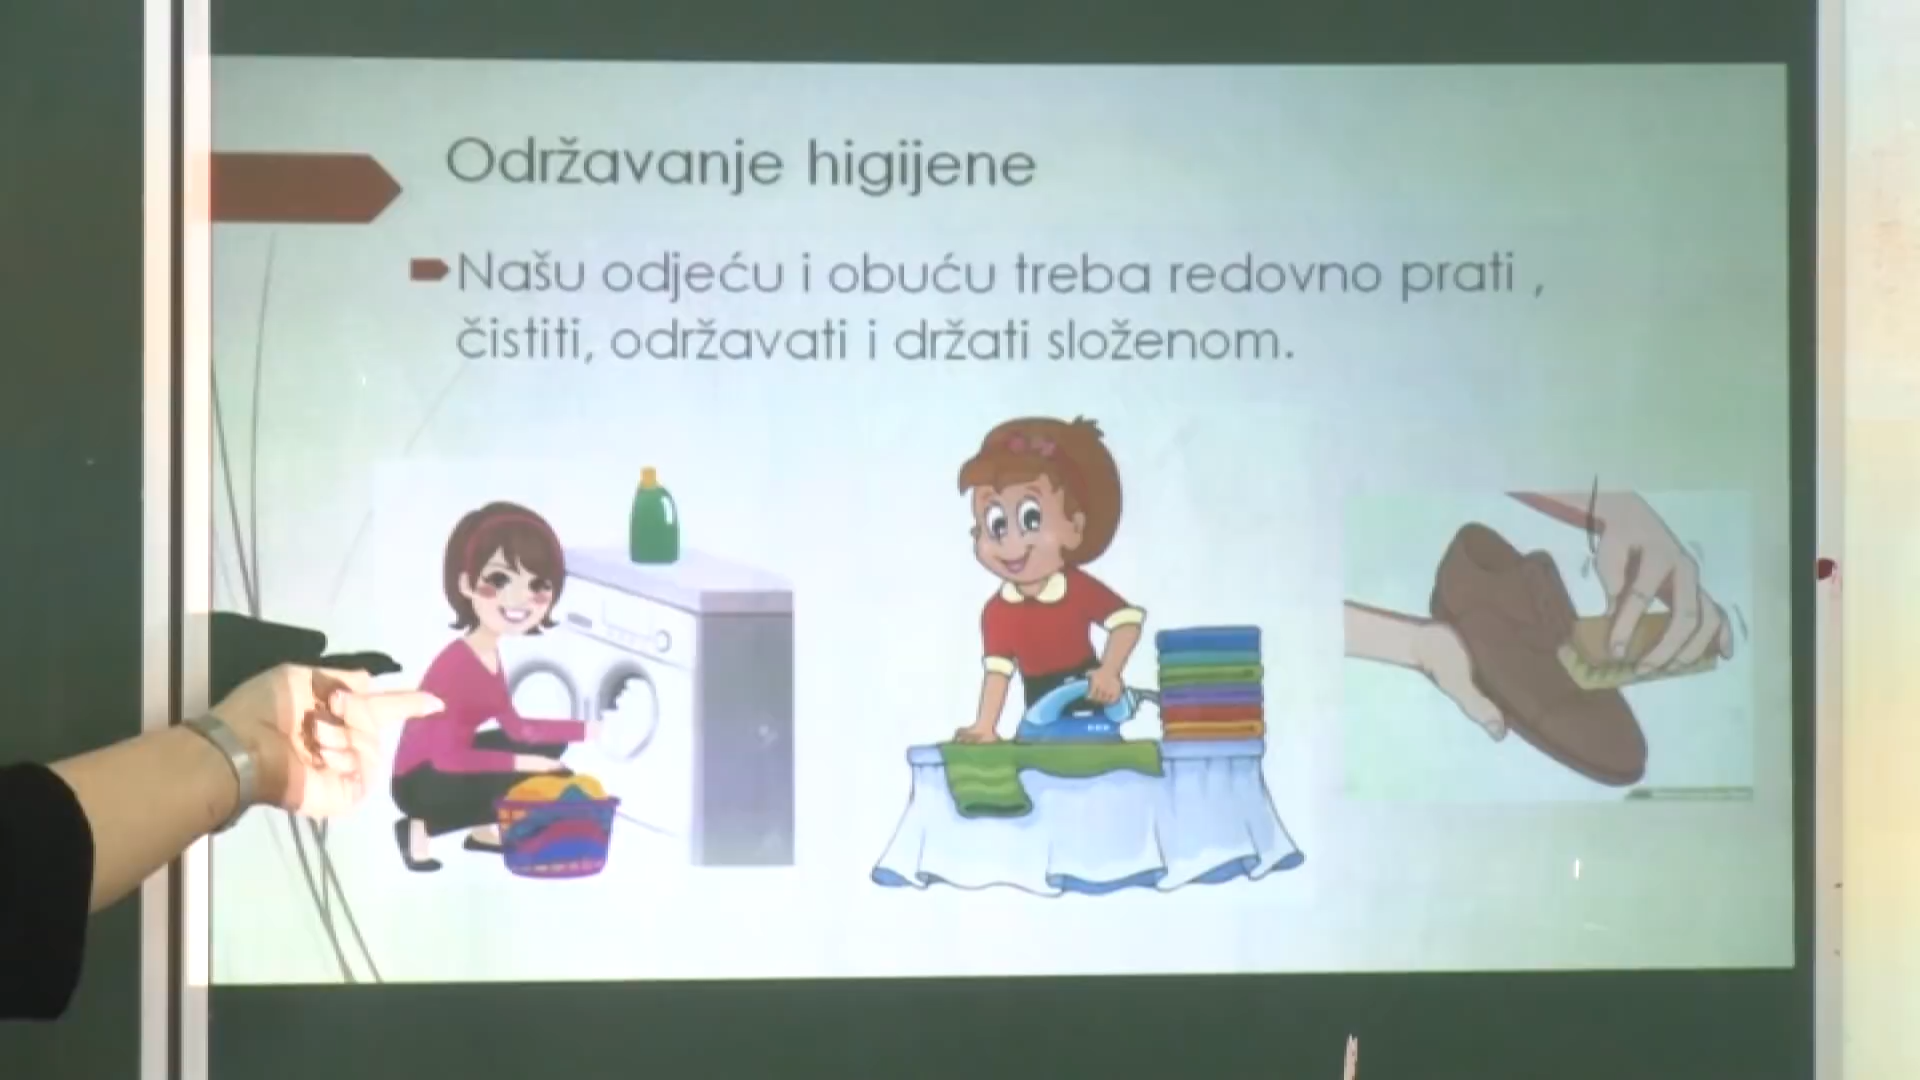 Održavanje higijene
Našu odjeću i obuću treba redovno prati ,
čistiti, održavati i držati složenom.